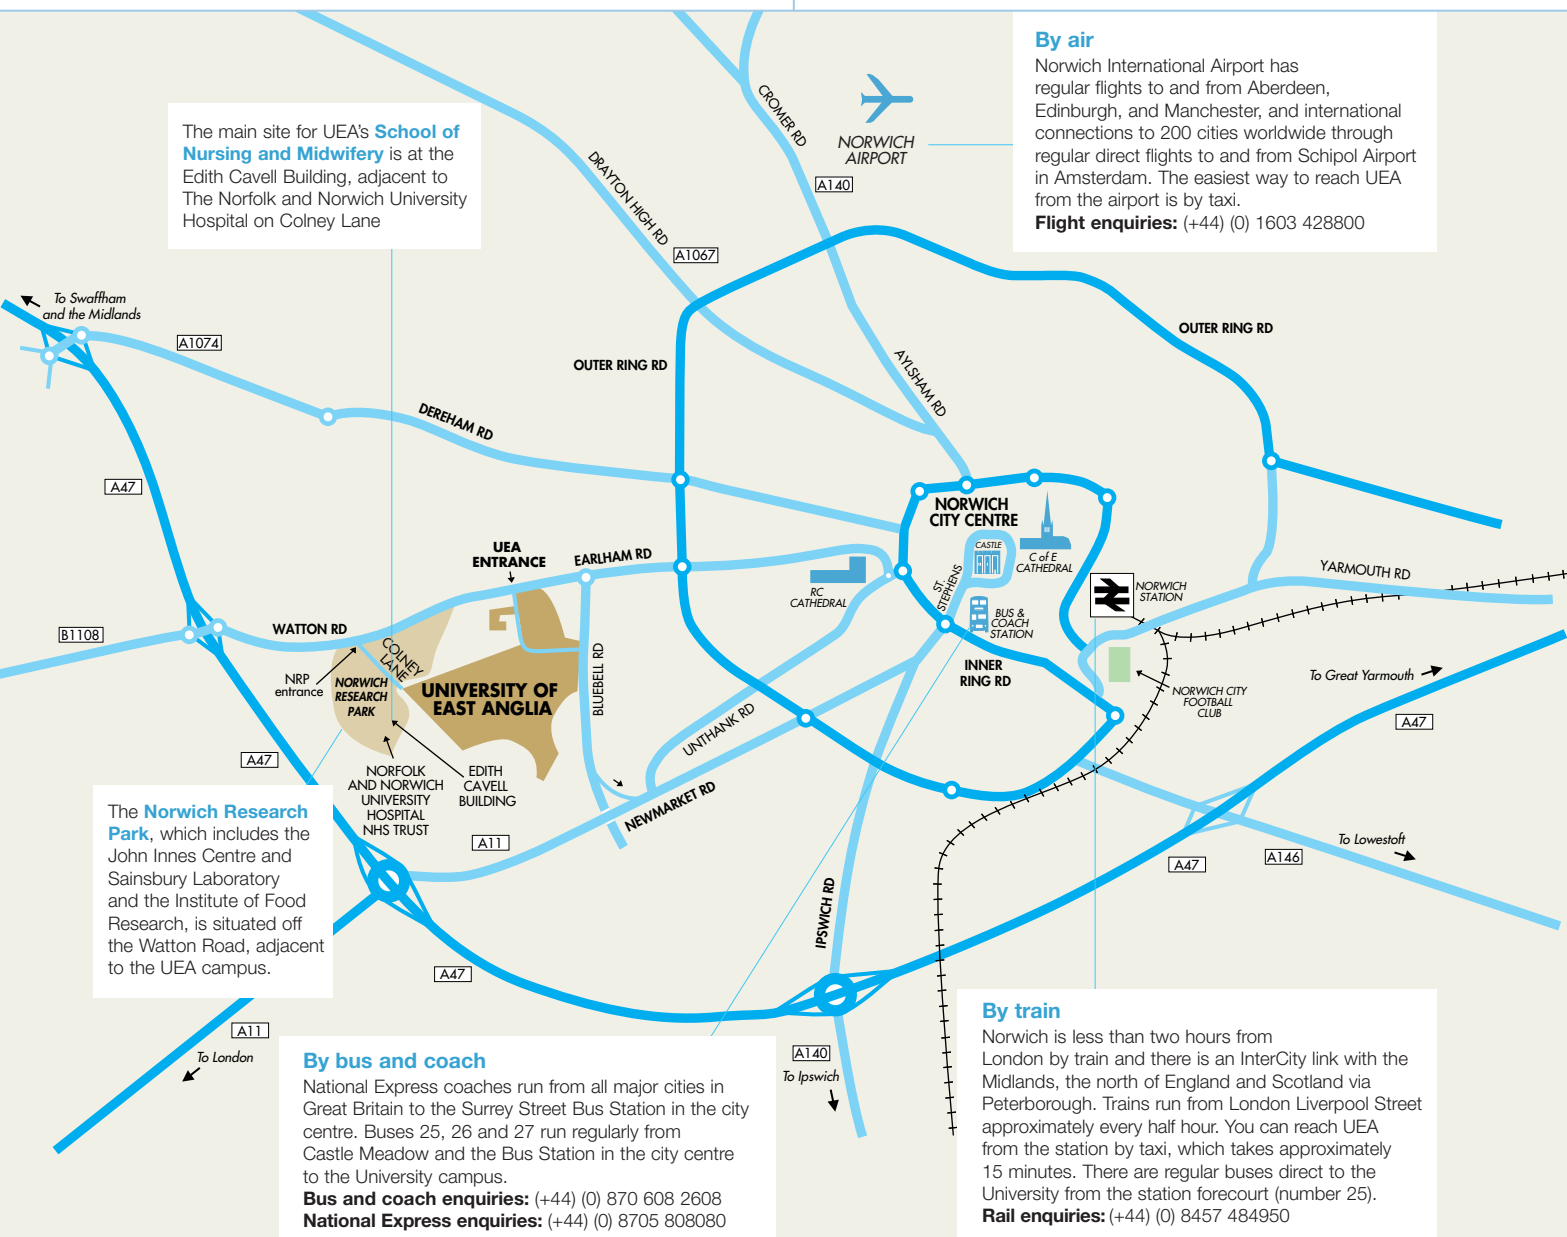 By air
Norwich International Airport has
regular flights to and from Aberdeen,
Edinburgh, and Manchester, and international
connections to 200 cities worldwide through
regular direct flights to and from Schipol Airport
in Amsterdam. The easiest way to reach UEA
from the airport is by taxi.
Flight enquiries: (+44) (0) 1603 428800
The main site for UEA's School of
Nursing and Midwifery is at the
Edith Cavell Building, adjacent to
The Norfolk and Norwich University
Hospital on Colney Lane
CROMER RD
NORWICH
AIRPORT
A140
DRAYTON HIGH RD
A1067
To Swaffham
and the Midlands
A1074
OUTER RING RD
OUTER RING RD
AYLSHAM RD
DEREHAM RD
A47
NORWICH
CITY CENTRE
CASTLE
C of E
CATHEDRAL
UEA
ENTRANCE
EARLHAM RD
RC
CATHEDRAL
ST.
STEPHENS
BUS &
COACH
STATION
NORWICH
STATION
YARMOUTH RD
B1108
WATTON RD
COLNEY
LANE
NRP
entrance
NORWICH
RESEARCH
PARK
UNIVERSITY OF
EAST ANGLIA
BLUEBELL RD
INNER
RING RD
NORWICH CITY
FOOTBALL
CLUB
To Great Yarmouth
A47
UNTHANK RD
A47
NORFOLK
AND NORWICH
UNIVERSITY
HOSPITAL
NHS TRUST
EDITH
CAVELL
BUILDING
NEWMARKET RD
A11
The Norwich Research
Park, which includes the
John Innes Centre and
Sainsbury Laboratory
and the Institute of Food
Research, is situated off
the Watton Road, adjacent
to the UEA campus.
To Lowestoft
A47
A146
IPSWICH RD
A47
A11
To London
A140
To Ipswich
By bus and coach
National Express coaches run from all major cities in
Great Britain to the Surrey Street Bus Station in the city
centre. Buses 25, 26 and 27 run regularly from
Castle Meadow and the Bus Station in the city centre
to the University campus.
Bus and coach enquiries: (+44) (0) 870 608 2608
National Express enquiries: (+44) (0) 8705 808080
By train
Norwich is less than two hours from
London by train and there is an InterCity link with the
Midlands, the north of England and Scotland via
Peterborough. Trains run from London Liverpool Street
approximately every half hour. You can reach UEA
from the station by taxi, which takes approximately
15 minutes. There are regular buses direct to the
University from the station forecourt (number 25).
Rail enquiries: (+44) (0) 8457 484950